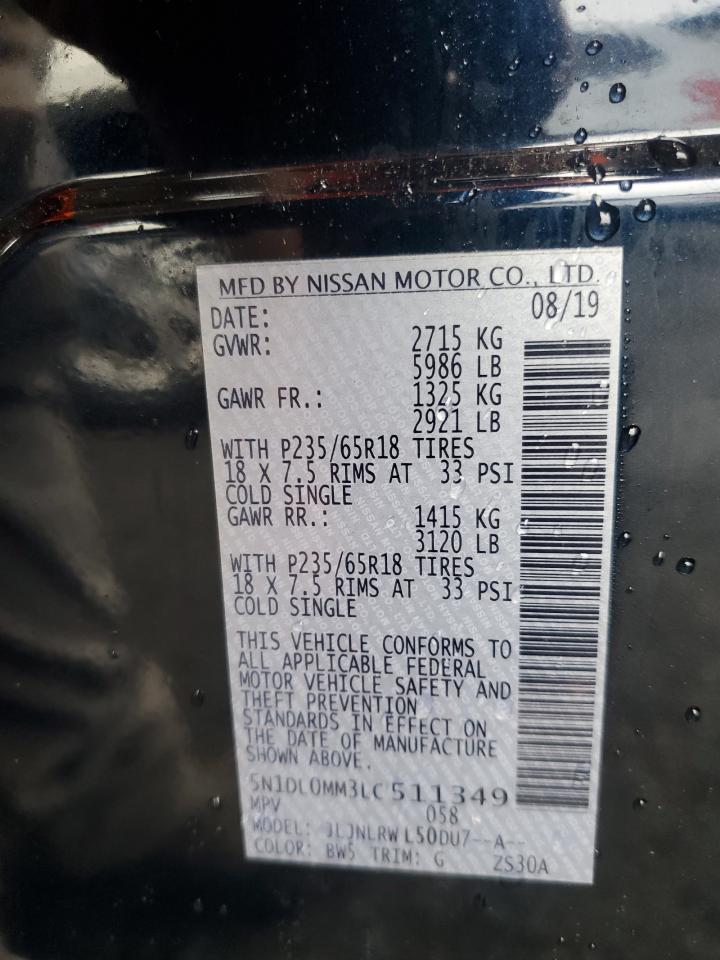 MFD BY NISSAN MOTOR CO., LTD.
DATE: 08/19
GVWR: 2715 KG
5986 LB
GAWR FR.: 1325 KG
2921 LB
WITH P235/65R18 TIRES
18 X 7.5 RIMS AT 33 PSI
COLD SINGLE
GAWR RR.: 1415 KG
3120 LB
WITH P235/65R18 TIRES
18 X 7.5 RIMS AT 33 PSI
COLD SINGLE
THIS VEHICLE CONFORMS TO
ALL APPLICABLE FEDERAL
MOTOR VEHICLE SAFETY AND
THEFT PREVENTION
STANDARDS IN EFFECT ON
THE DATE OF MANUFACTURE
SHOWN ABOVE.
5N1DL0MM3LC511349
MPV 058
MODEL: JLJNLRW L50DU7--A--
COLOR: BW5 TRIM: G ZS30A